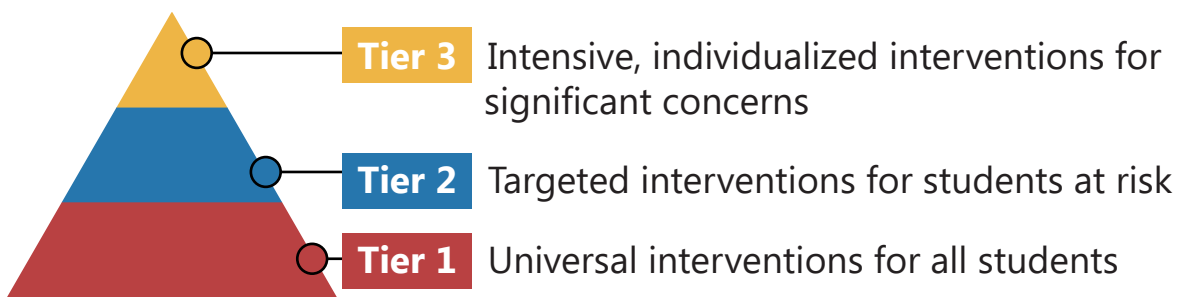 Tier 3 Intensive, individualized interventions for
significant concerns
Tier 2 Targeted interventions for students at risk
Tier 1 Universal interventions for all students